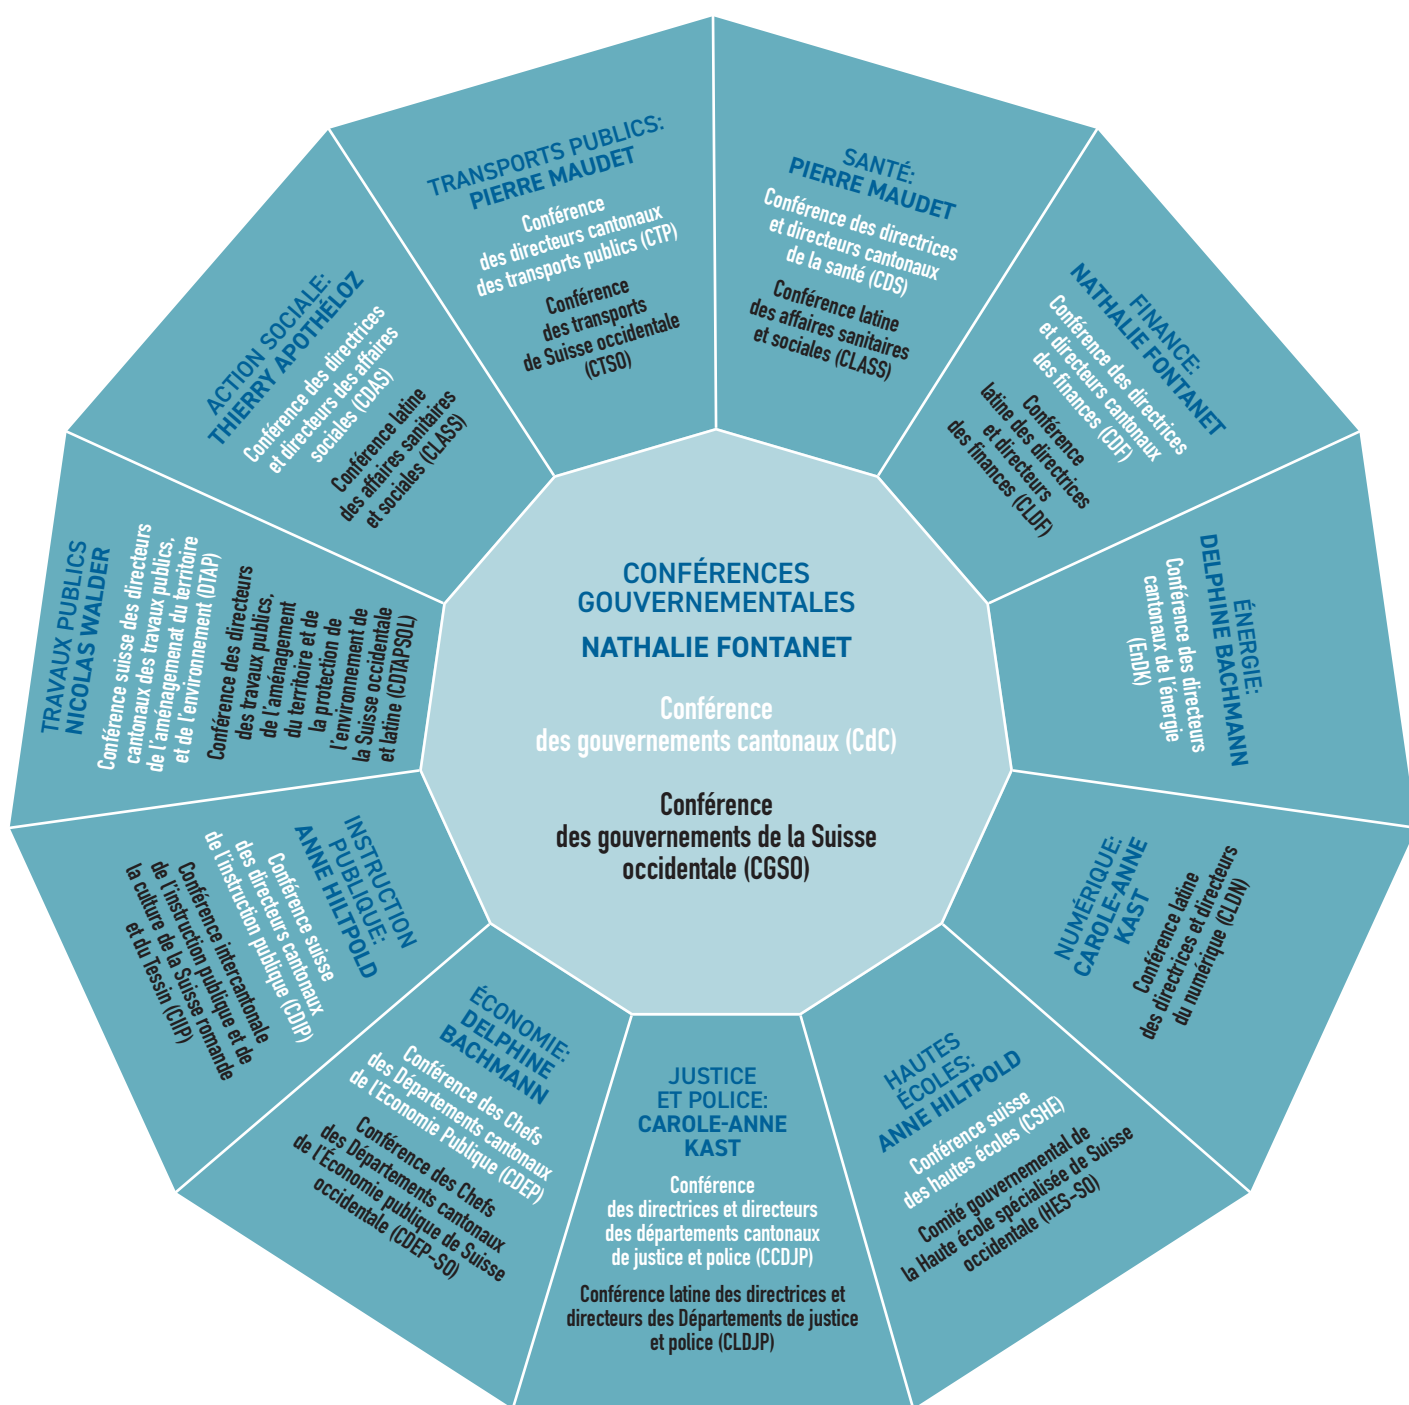 TRANSPORTS PUBLICS:
PIERRE MAUDET
Conférence
des directeurs cantonaux
des transports publics (CTP)
Conférence
des transports
de Suisse occidentale
(CTSO)
SANTÉ:
PIERRE MAUDET
Conférence des directrices
et directeurs cantonaux
de la santé (CDS)
Conférence latine
des affaires sanitaires
et sociales (CLASS)
FINANCE:
NATHALIE FONTANET
Conférence des directrices
et directeurs cantonaux
des finances (CDF)
Conférence
latine des directrices
et directeurs
des finances (CLDF)
ÉNERGIE:
DELPHINE BACHMANN
Conférence des directeurs
cantonaux de l'énergie
(EnDK)
NUMÉRIQUE:
CAROLE-ANNE
KAST
Conférence latine
des directrices et directeurs
du numérique (CLDN)
HAUTES
ÉCOLES:
ANNE HILTPOLD
Conférence suisse
des hautes écoles (CSHE)
Comité gouvernemental de
la Haute école spécialisée de Suisse
occidentale (HES-SO)
JUSTICE
ET POLICE:
CAROLE-ANNE
KAST
Conférence
des directrices et directeurs
des départements cantonaux
de justice et police (CCDJP)
Conférence latine des directrices et
directeurs des Départements de justice
et police (CLDJP)
ÉCONOMIE:
DELPHINE
BACHMANN
Conférence des Chefs
des Départements cantonaux
de l'Economie Publique (CDEP)
Conférence des Chefs
des Départements cantonaux
de l'Économie publique de Suisse
occidentale (CDEP-SO)
INSTRUCTION
PUBLIQUE:
ANNE HILTPOLD
Conférence suisse
des directeurs cantonaux
de l'instruction publique (CDIP)
Conférence intercantonale
de l'instruction publique et de
la culture de la Suisse romande
et du Tessin (CIIP)
TRAVAUX PUBLICS
NICOLAS WALDER
Conférence suisse des directeurs
cantonaux des travaux publics,
de l'aménagemenat du territoire
et de l'environnement (DTAP)
Conférence des directeurs
des travaux publics,
de l'aménagement
du territoire et de
la protection de
l'environnement de
la Suisse occidentale
et latine (CDTAPSOL)
ACTION SOCIALE:
THIERRY APOTHÉLOZ
Conférence des directrices
et directeurs des affaires
sociales (CDAS)
Conférence latine
des affaires sanitaires
et sociales (CLASS)
CONFÉRENCES
GOUVERNEMENTALES
NATHALIE FONTANET
Conférence
des gouvernements cantonaux (CdC)
Conférence
des gouvernements de la Suisse
occidentale (CGSO)